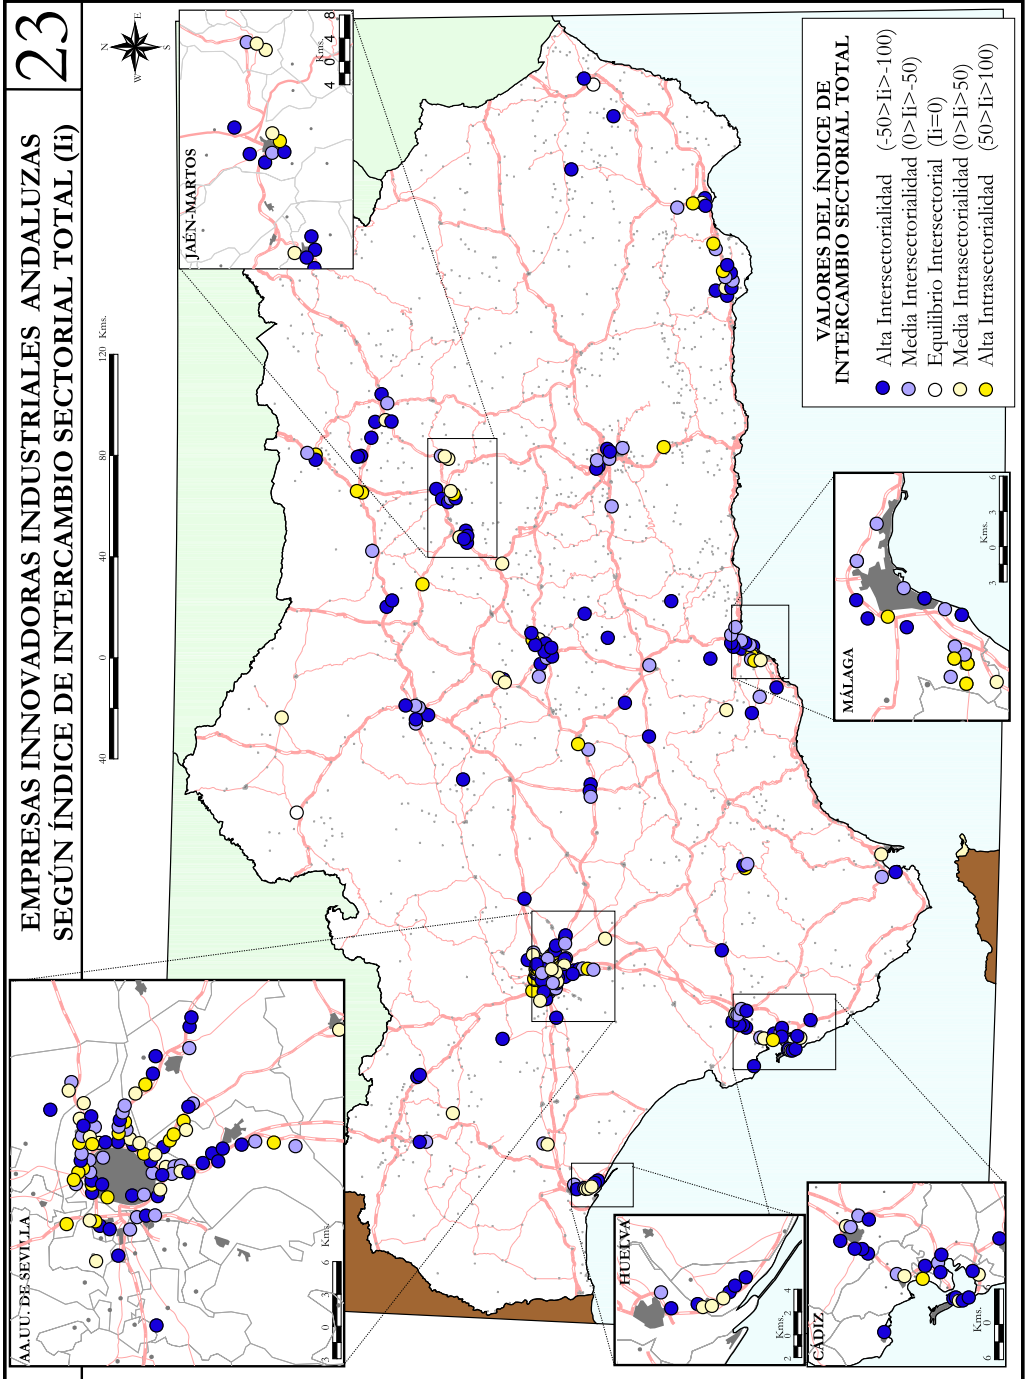 23
EMPRESAS INNOVADORAS INDUSTRIALES ANDALUZAS
SEGÚN ÍNDICE DE INTERCAMBIO SECTORIAL TOTAL (Ii)
N
E
S
W
40 0 40 80 120 Kms.
AA.UU. DE SEVILLA
3 0 3 6 Kms.
JAÉN-MARTOS
4 0 4 8
Kms.
HUELVA
2 0 2 4
Kms.
CÁDIZ
6 0
Kms.
MÁLAGA
3 0 3 6
Kms.
VALORES DEL ÍNDICE DE
INTERCAMBIO SECTORIAL TOTAL
Alta Intersectorialidad (-50>Ii>-100)
Media Intersectorialidad (0>Ii>-50)
Equilibrio Intersectorial (Ii=0)
Media Intrasectorialidad (0>Ii>50)
Alta Intrasectorialidad (50>Ii>100)